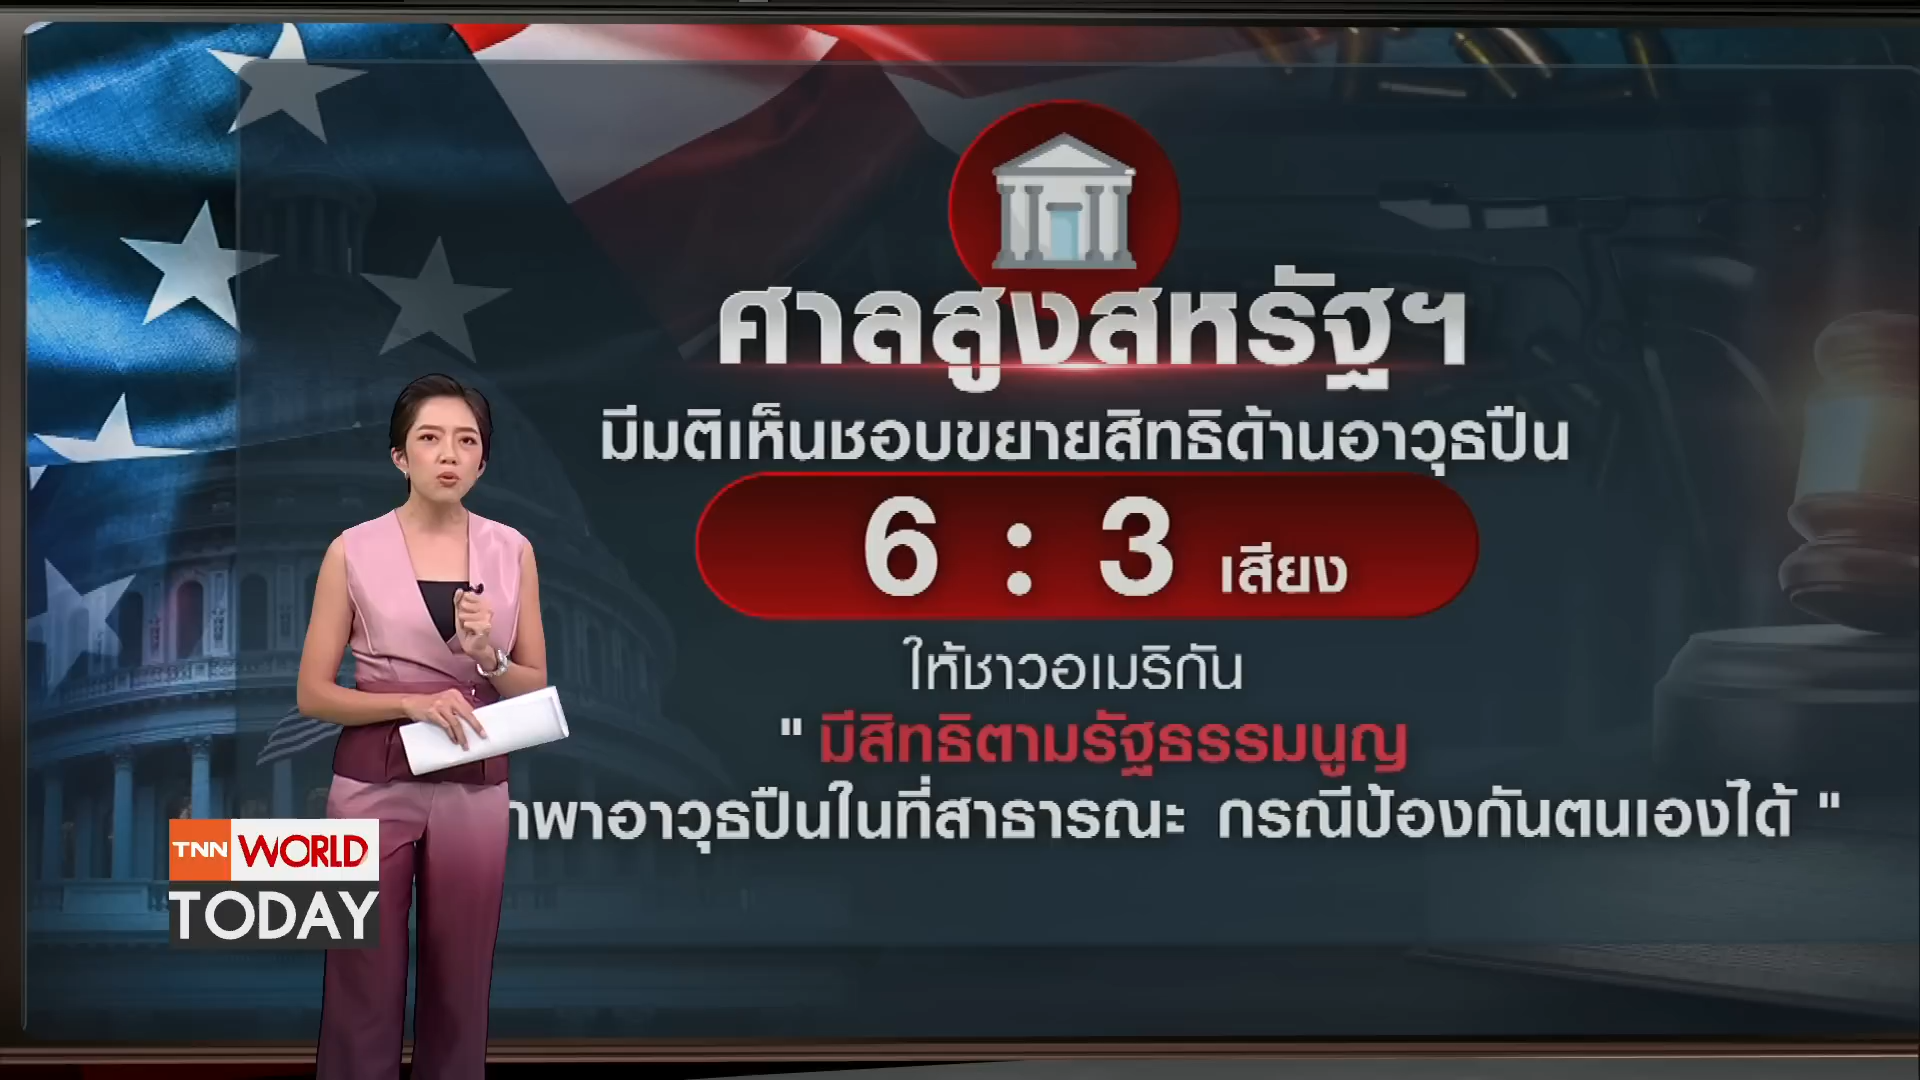 ศาลสูงสหรัฐฯ
มีมติเห็นชอบขยายสิทธิด้านอาวุธปืน
6 : 3 เสียง
ให้ชาวอเมริกัน
" มีสิทธิตามรัฐธรรมนูญ
พาอาวุธปืนในที่สาธารณะ กรณีป้องกันตนเองได้ "
TNN WORLD
TODAY